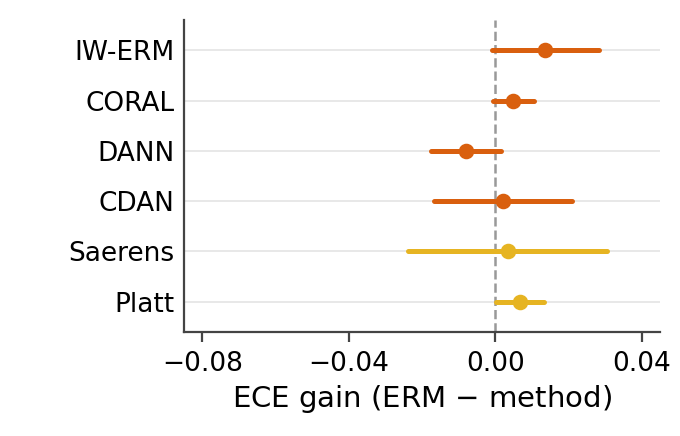 IW-ERM
CORAL
DANN
CDAN
Saerens
Platt
−0.08 −0.04 0.00 0.04
ECE gain (ERM − method)